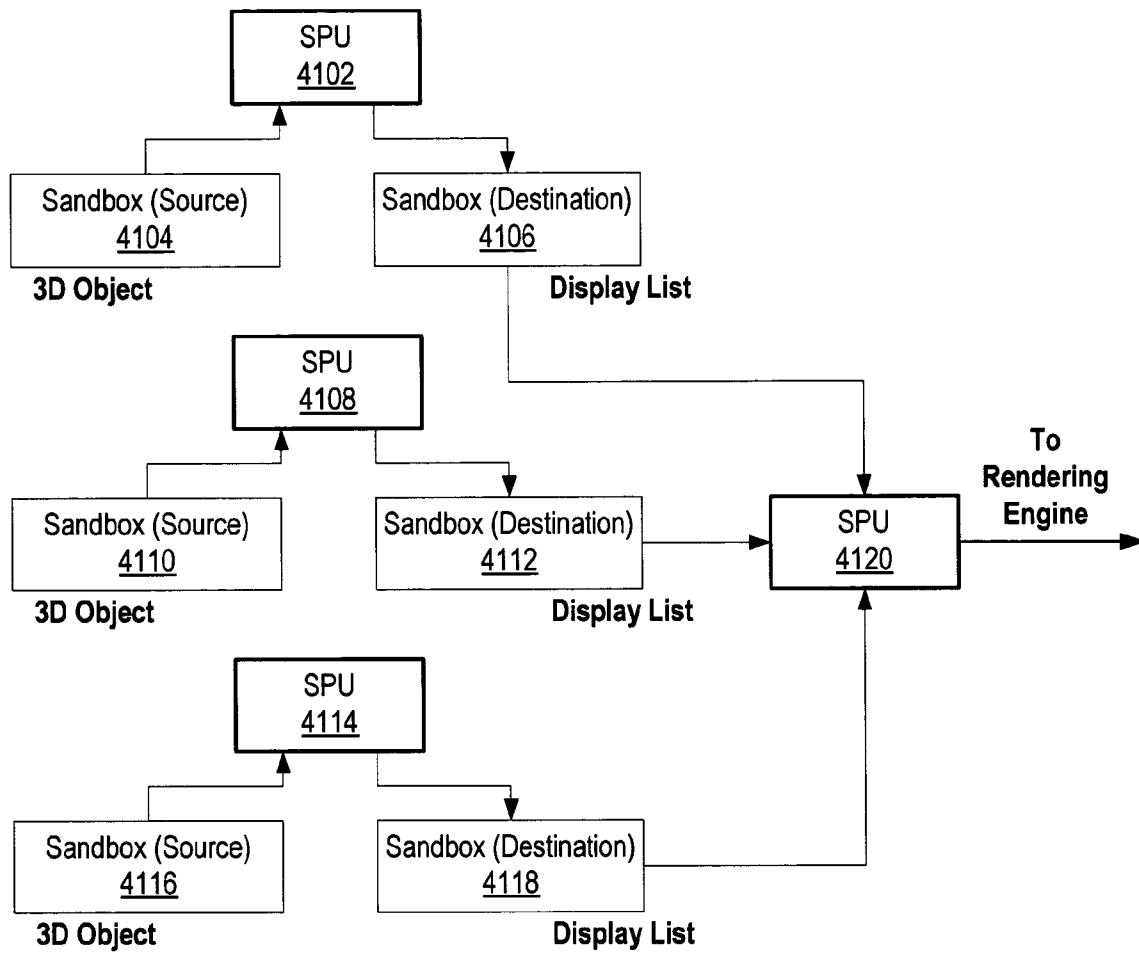 SPU
4102
Sandbox (Source)
4104
3D Object
Sandbox (Destination)
4106
Display List
SPU
4108
Sandbox (Source)
4110
3D Object
Sandbox (Destination)
4112
Display List
SPU
4114
Sandbox (Source)
4116
3D Object
Sandbox (Destination)
4118
Display List
SPU
4120
To
Rendering
Engine